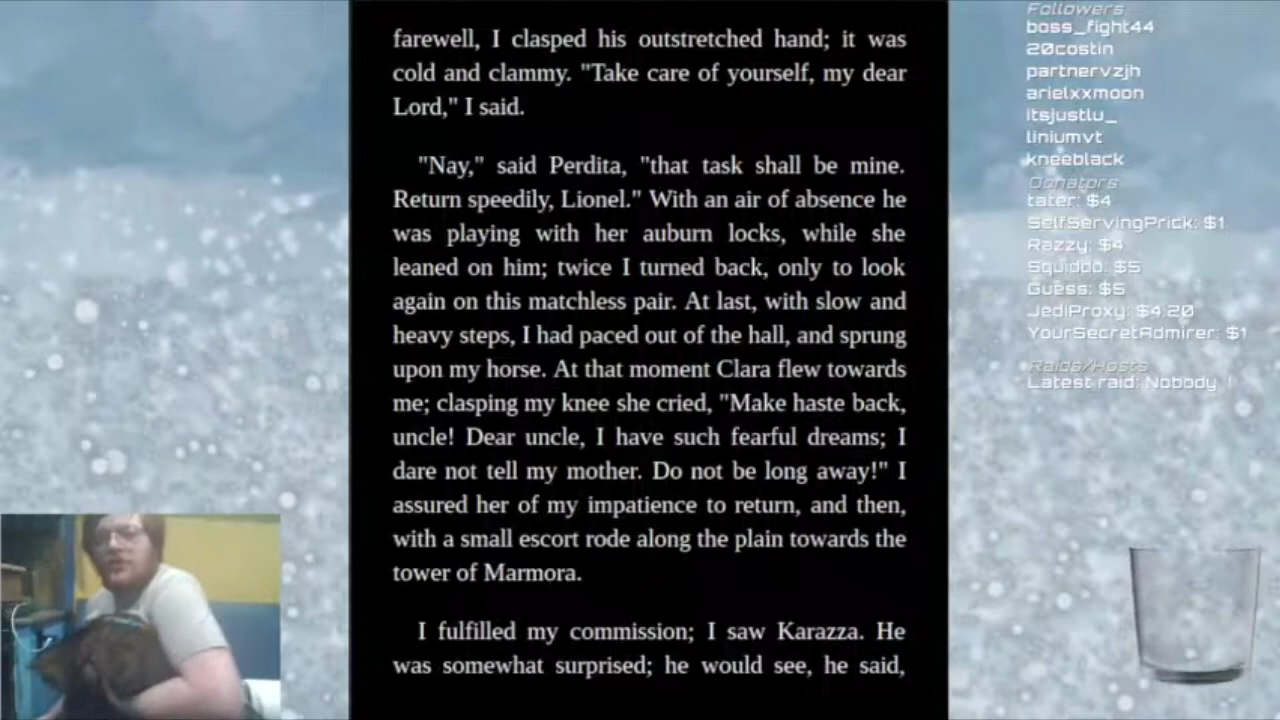 farewell, I clasped his outstretched hand; it was
cold and clammy. "Take care of yourself, my dear
Lord," I said.
"Nay," said Perdita, "that task shall be mine.
Return speedily, Lionel." With an air of absence he
was playing with her auburn locks, while she
leaned on him; twice I turned back, only to look
again on this matchless pair. At last, with slow and
heavy steps, I had paced out of the hall, and sprung
upon my horse. At that moment Clara flew towards
me; clasping my knee she cried, "Make haste back,
uncle! Dear uncle, I have such fearful dreams; I
dare not tell my mother. Do not be long away!" I
assured her of my impatience to return, and then,
with a small escort rode along the plain towards the
tower of Marmora.
I fulfilled my commission; I saw Karazza. He
was somewhat surprised; he would see, he said,
Followers
boss_fight44
20costin
partnervzjh
arielxxmoon
itsjustlu_
liniumvt
kneeblack
Donators
tater: $4
SelfServingPrick: $1
Razzy: $4
Squidoo: $5
Guess: $5
JediProxy: $4.20
YourSecretAdmirer: $1
Raids/Hosts
Latest raid: Nobody !